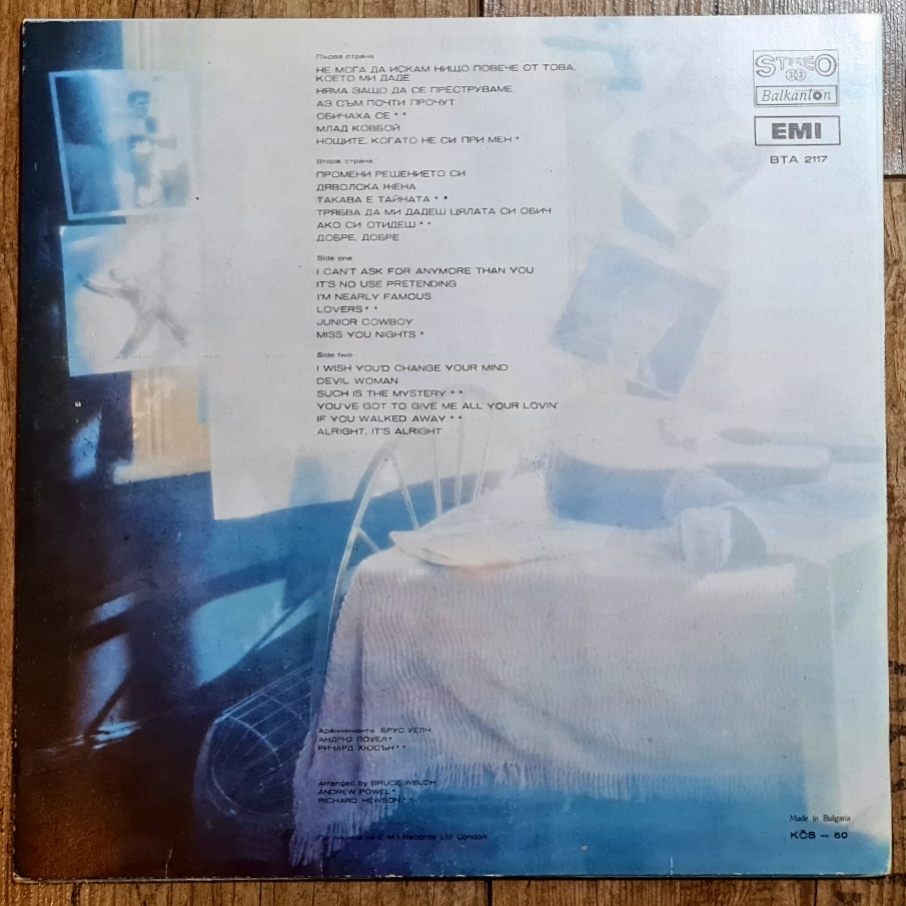 Първа страна
НЕ МОГА ДА ИСКАМ НИЩО ПОВЕЧЕ ОТ ТОВА,
КОЕТО МИ ДАДЕ
НЯМА ЗАЩО ДА СЕ ПРЕСТРУВАМЕ
АЗ СЪМ ПОЧТИ ПРОЧУТ
ОБИЧАХА СЕ * *
МЛАД КОВБОЙ
НОЩИТЕ, КОГАТО НЕ СИ ПРИ МЕН *
Втора страна
ПРОМЕНИ РЕШЕНИЕТО СИ
ДЯВОЛСКА ЖЕНА
ТАКАВА Е ТАЙНАТА * *
ТРЯБВА ДА МИ ДАДЕШ ЦЯЛАТА СИ ОБИЧ
АКО СИ ОТИДЕШ * *
ДОБРЕ, ДОБРЕ
Side one
I CAN'T ASK FOR ANYMORE THAN YOU
IT'S NO USE PRETENDING
I'M NEARLY FAMOUS
LOVERS * *
JUNIOR COWBOY
MISS YOU NIGHTS *
Side two
I WISH YOU'D CHANGE YOUR MIND
DEVIL WOMAN
SUCH IS THE MYSTERY * *
YOU'VE GOT TO GIVE ME ALL YOUR LOVIN'
IF YOU WALKED AWAY * *
ALRIGHT, IT'S ALRIGHT
STEREO
33
Balkanton
EMI
BTA 2117
Аранжименти БРУС УЕЛЧ
АНДРЮ ПОУЕЛ *
РИЧАРД ХЮСЪН * *
Arranged by BRUCE WELCH
ANDREW POWEL *
RICHARD HEWSON * *
E M I Records Ltd London
Made in Bulgaria
KČS – 60